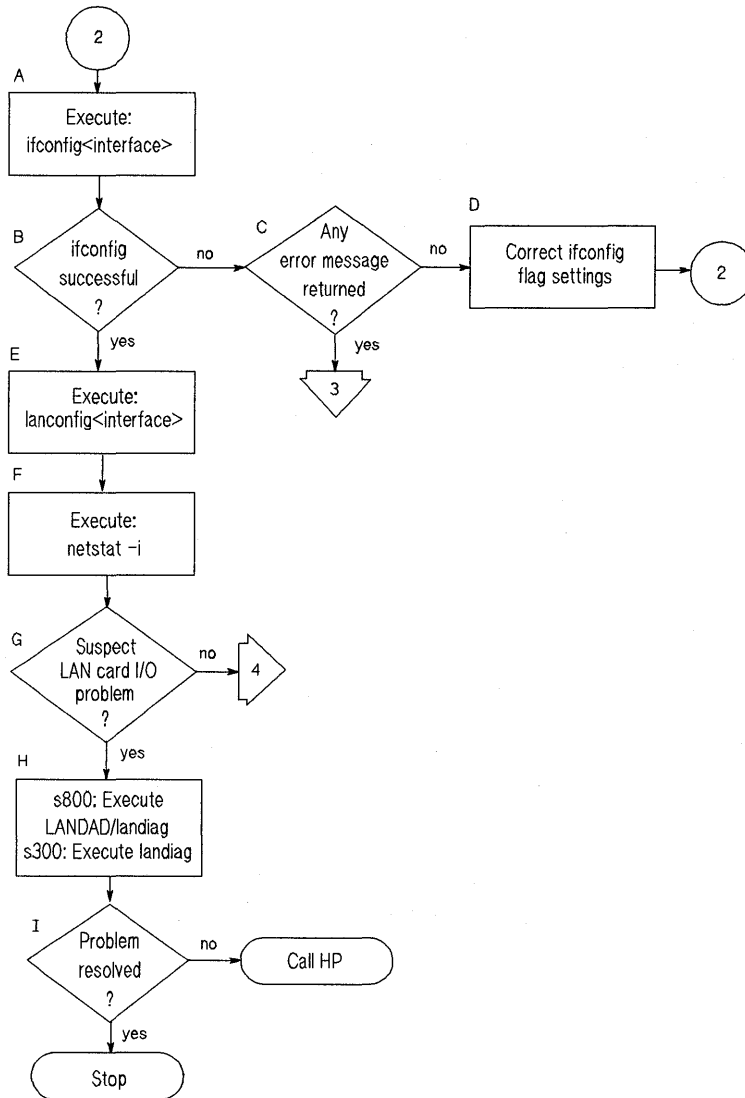 2
A
Execute:
ifconfig<interface>
B
ifconfig
successful
?
no
yes
C
Any
error message
returned
?
no
yes
D
Correct ifconfig
flag settings
2
3
E
Execute:
lanconfig<interface>
F
Execute:
netstat -i
G
Suspect
LAN card I/O
problem
?
no
4
yes
H
s800: Execute
LANDAD/landiag
s300: Execute landiag
I
Problem
resolved
?
no
Call HP
yes
Stop